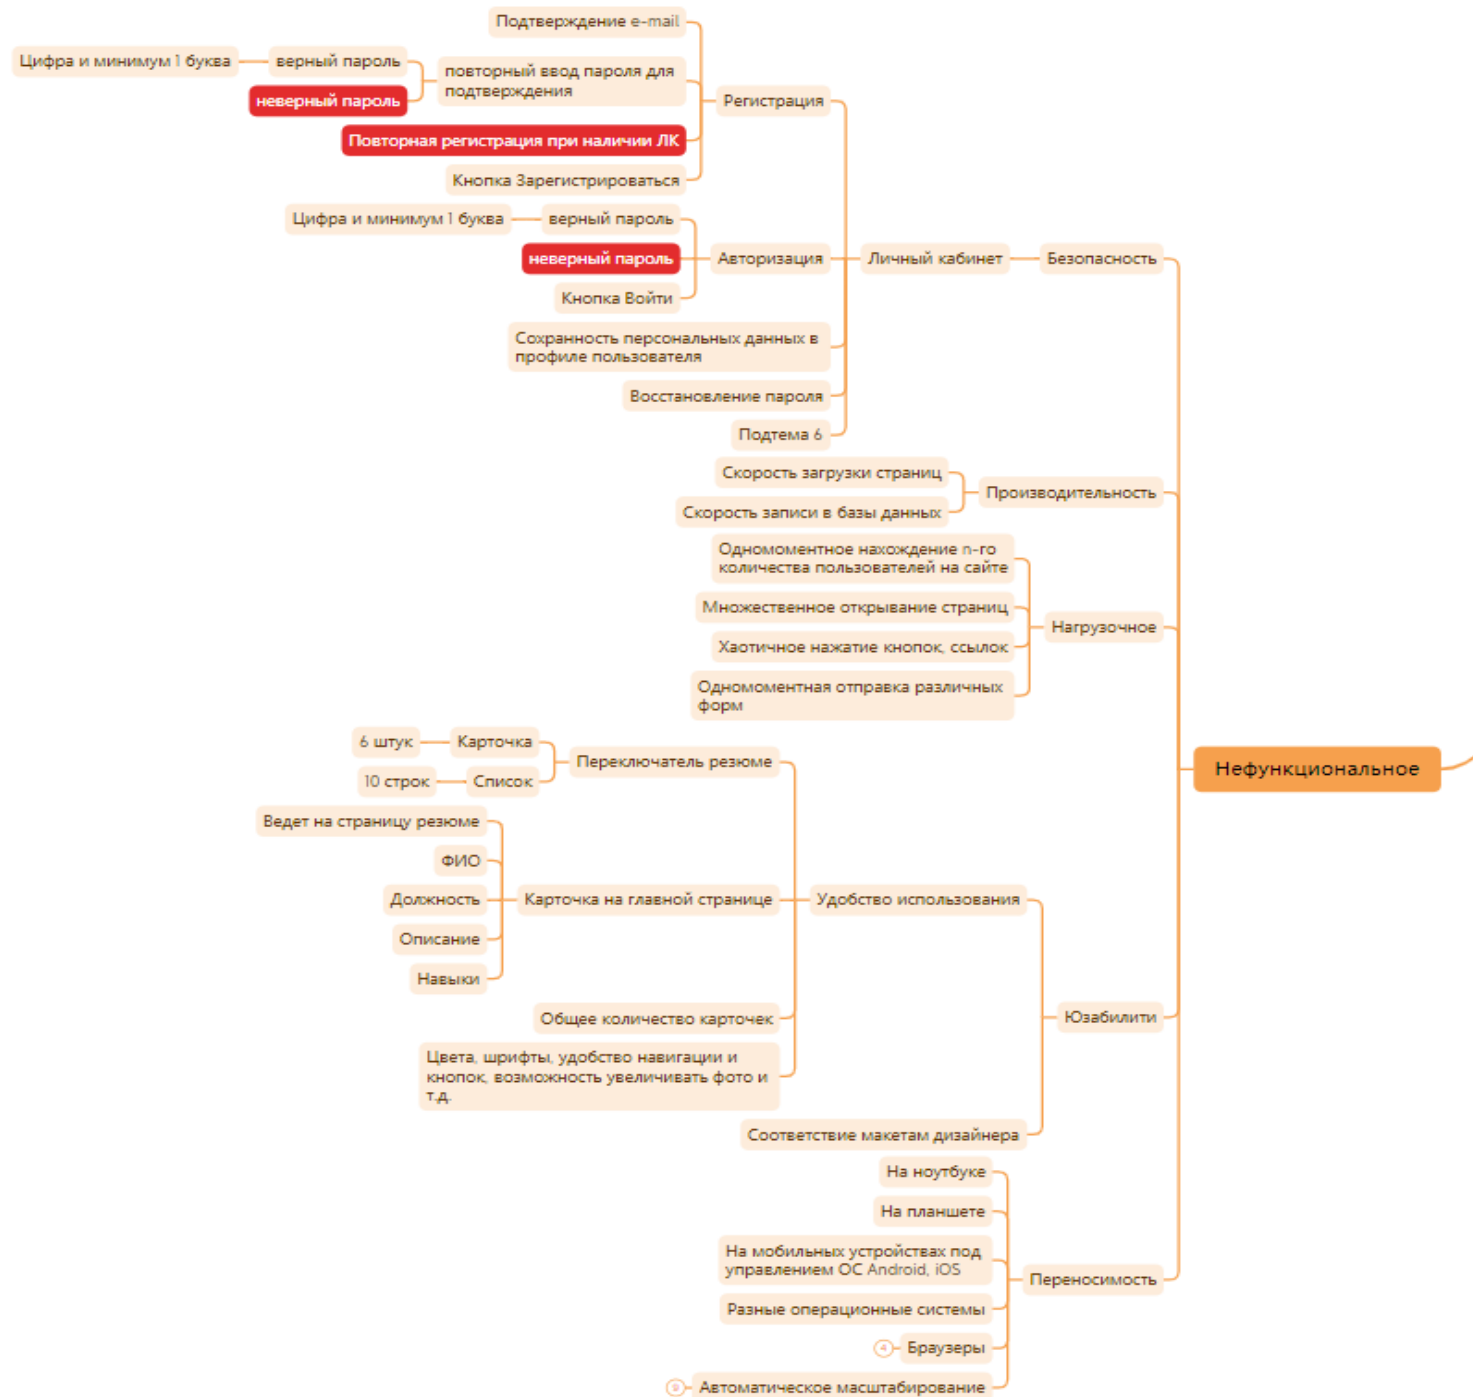 Подтверждение e-mail
Цифра и минимум 1 буква
верный пароль
повторный ввод пароля для
подтверждения
неверный пароль
Регистрация
Повторная регистрация при наличии ЛК
Кнопка Зарегистрироваться
Цифра и минимум 1 буква
верный пароль
неверный пароль
Авторизация
Личный кабинет
Безопасность
Кнопка Войти
Сохранность персональных данных в
профиле пользователя
Восстановление пароля
Подтема 6
Скорость загрузки страниц
Производительность
Скорость записи в базы данных
Одномоментное нахождение n-го
количества пользователей на сайте
Множественное открывание страниц
Нагрузочное
Хаотичное нажатие кнопок, ссылок
Одномоментная отправка различных
форм
6 штук
Карточка
Переключатель резюме
10 строк
Список
Нефункциональное
Ведет на страницу резюме
ФИО
Должность
Карточка на главной странице
Удобство использования
Описание
Навыки
Общее количество карточек
Юзабилити
Цвета, шрифты, удобство навигации и
кнопок, возможность увеличивать фото и
т.д.
Соответствие макетам дизайнера
На ноутбуке
На планшете
На мобильных устройствах под
управлением ОС Android, iOS
Переносимость
Разные операционные системы
4
Браузеры
9
Автоматическое масштабирование